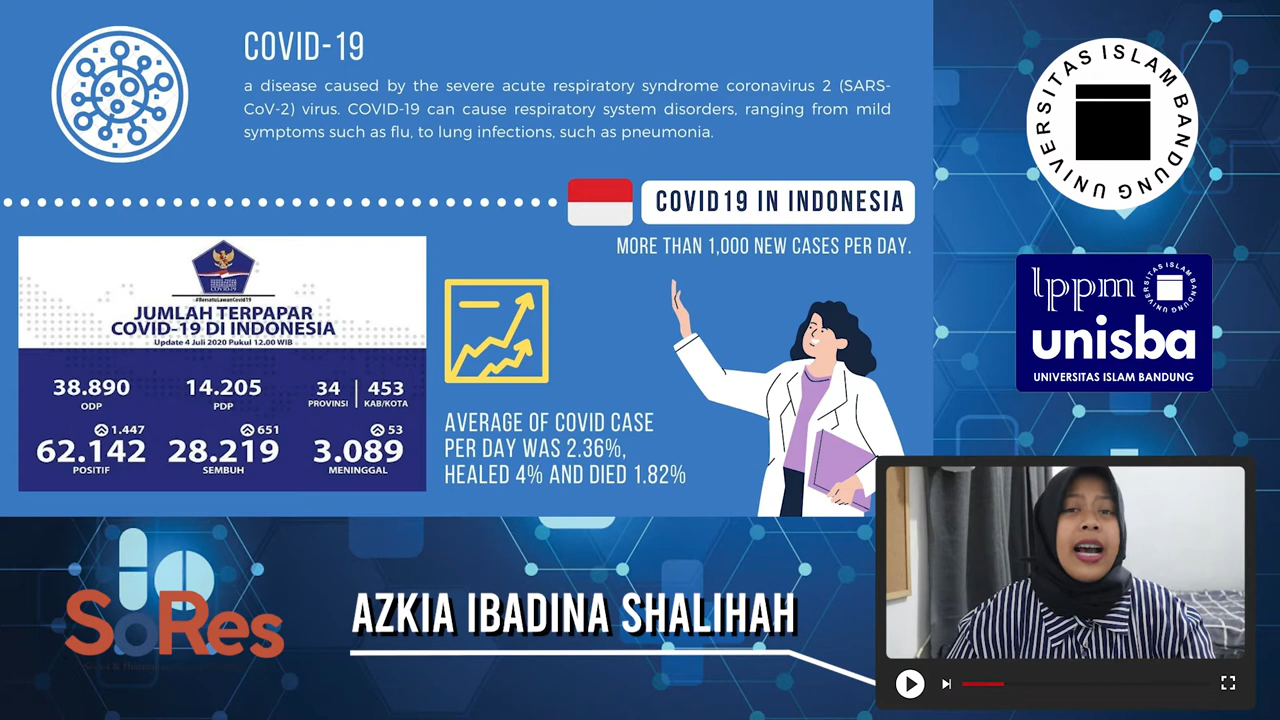 COVID-19
a disease caused by the severe acute respiratory syndrome coronavirus 2 (SARS-
CoV-2) virus. COVID-19 can cause respiratory system disorders, ranging from mild
symptoms such as flu, to lung infections, such as pneumonia.
COVID19 IN INDONESIA
MORE THAN 1,000 NEW CASES PER DAY.
#BersatuLawanCovid19
JUMLAH TERPAPAR
COVID-19 DI INDONESIA
Update 4 Juli 2020 Pukul 12.00 WIB
38.890
ODP
14.205
PDP
34
PROVINSI
453
KAB/KOTA
1.447
62.142
POSITIF
651
28.219
SEMBUH
53
3.089
MENINGGAL
AVERAGE OF COVID CASE
PER DAY WAS 2.36%,
HEALED 4% AND DIED 1.82%
UNIVERSITAS ISLAM BANDUNG
lppm
UNIVERSITAS ISLAM BANDUNG
unisba
UNIVERSITAS ISLAM BANDUNG
SoRes
AZKIA IBADINA SHALIHAH